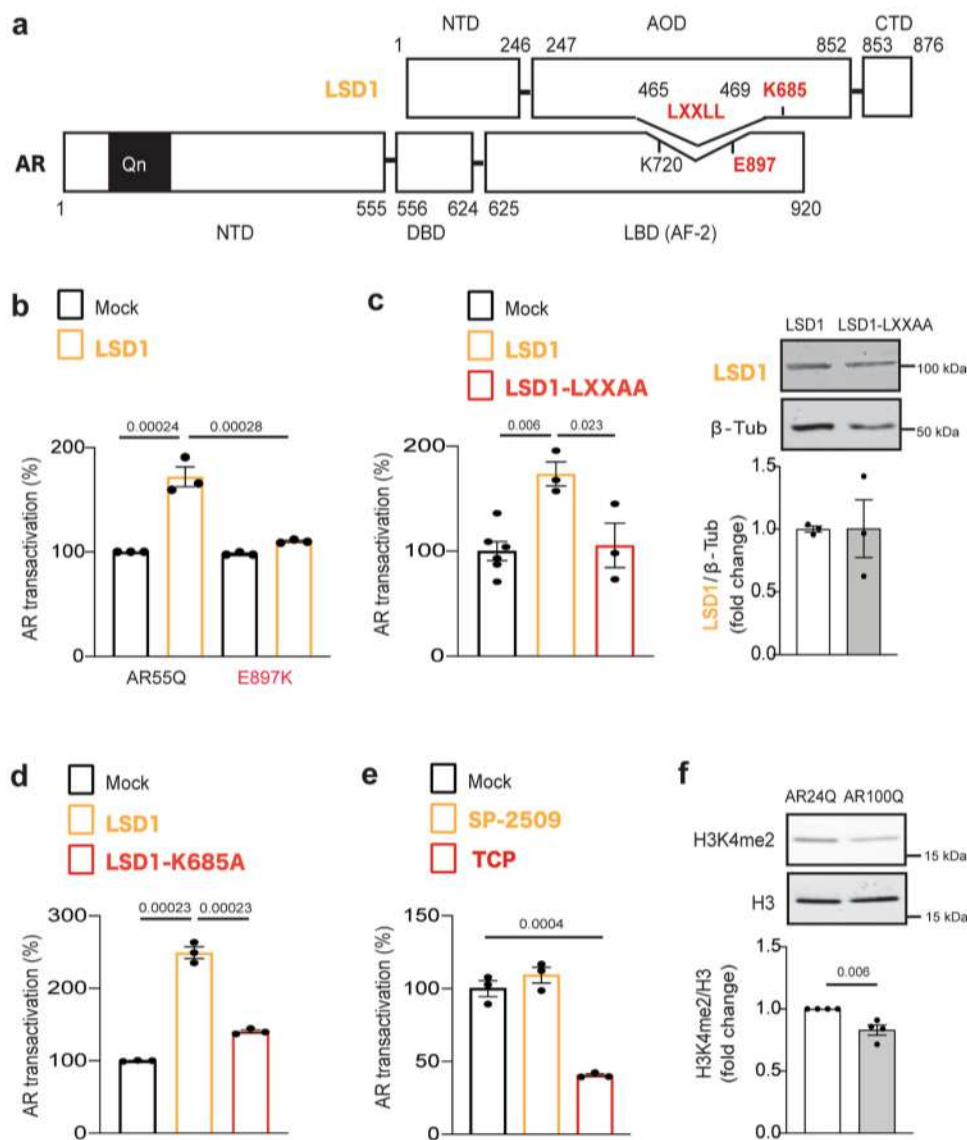 a
NTD AOD CTD
1 246 247 852 853 876
LSD1
465 469 K685
LXXLL
AR
Qn
K720 E897
1 555 556 624 625 920
NTD DBD LBD (AF-2)
b
Mock
LSD1
AR transactivation (%)
200
100
0
0.00024 0.00028
AR55Q E897K
c
Mock
LSD1
LSD1-LXXAA
AR transactivation (%)
200
100
0
0.006 0.023
LSD1 LSD1-LXXAA
LSD1
100 kDa
β-Tub
50 kDa
LSD1/β-Tub
(fold change)
1.5
1.0
0.5
0.0
d
Mock
LSD1
LSD1-K685A
AR transactivation (%)
300
200
100
0
0.00023 0.00023
e
Mock
SP-2509
TCP
AR transactivation (%)
150
100
50
0
0.0004
f
AR24Q AR100Q
H3K4me2
15 kDa
H3
15 kDa
H3K4me2/H3
(fold change)
1.5
1.0
0.5
0.0
0.006